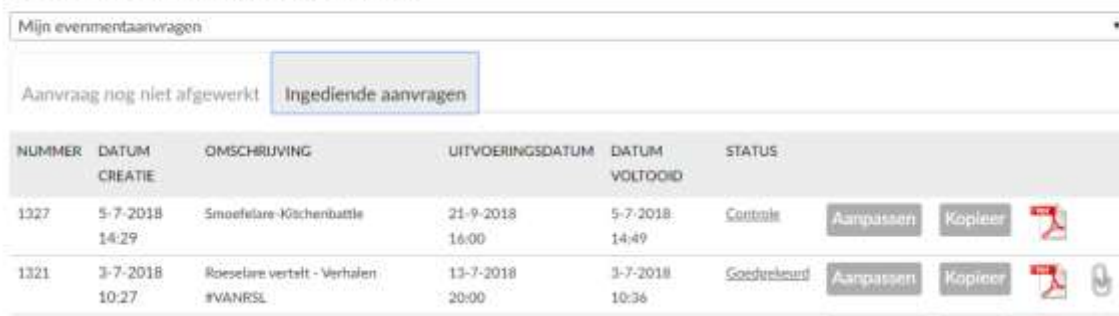 Mijn evenmentaanvragen
Aanvraag nog niet afgewerkt Ingediende aanvragen
NUMMER DATUM CREATIE OMSCHRIJVING UITVOERINGSDATUM DATUM VOLTOOID STATUS
1327 5-7-2018 14:29 Smoefelare-Kitchenbattle 21-9-2018 16:00 5-7-2018 14:49 Controle Aanpassen Kopieer
1321 3-7-2018 10:27 Roeselare vertelt - Verhalen #VANRSL 13-7-2018 20:00 3-7-2018 10:36 Goedgekeurd Aanpassen Kopieer